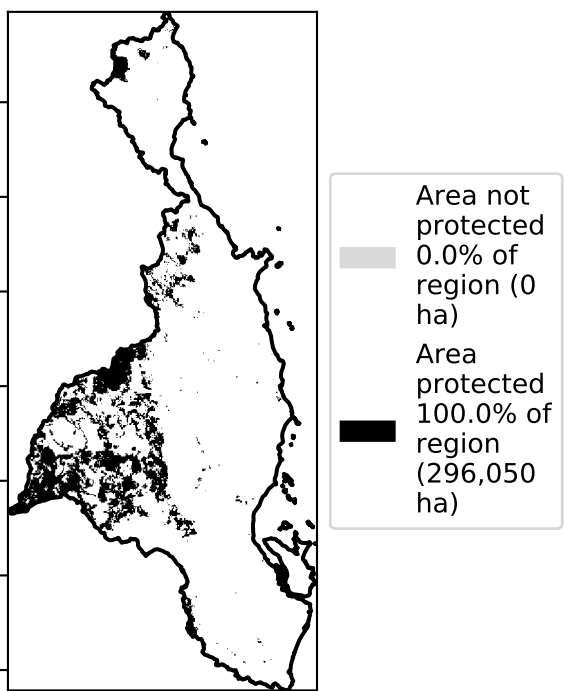 Area not
protected
0.0% of
region (0
ha)
Area
protected
100.0% of
region
(296,050
ha)